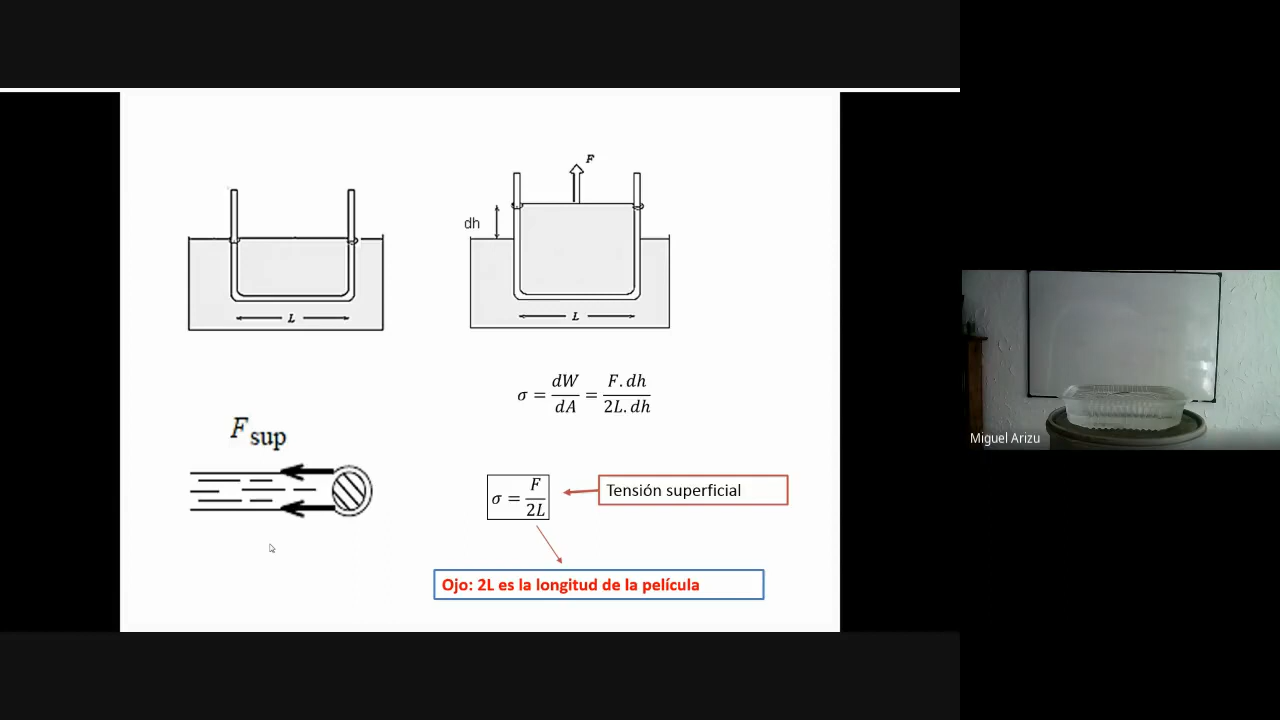 F
dh
L
L
σ = dW/dA = F.dh/2L.dh
F sup
σ = F/2L
Tensión superficial
Ojo: 2L es la longitud de la película
Miguel Arizu